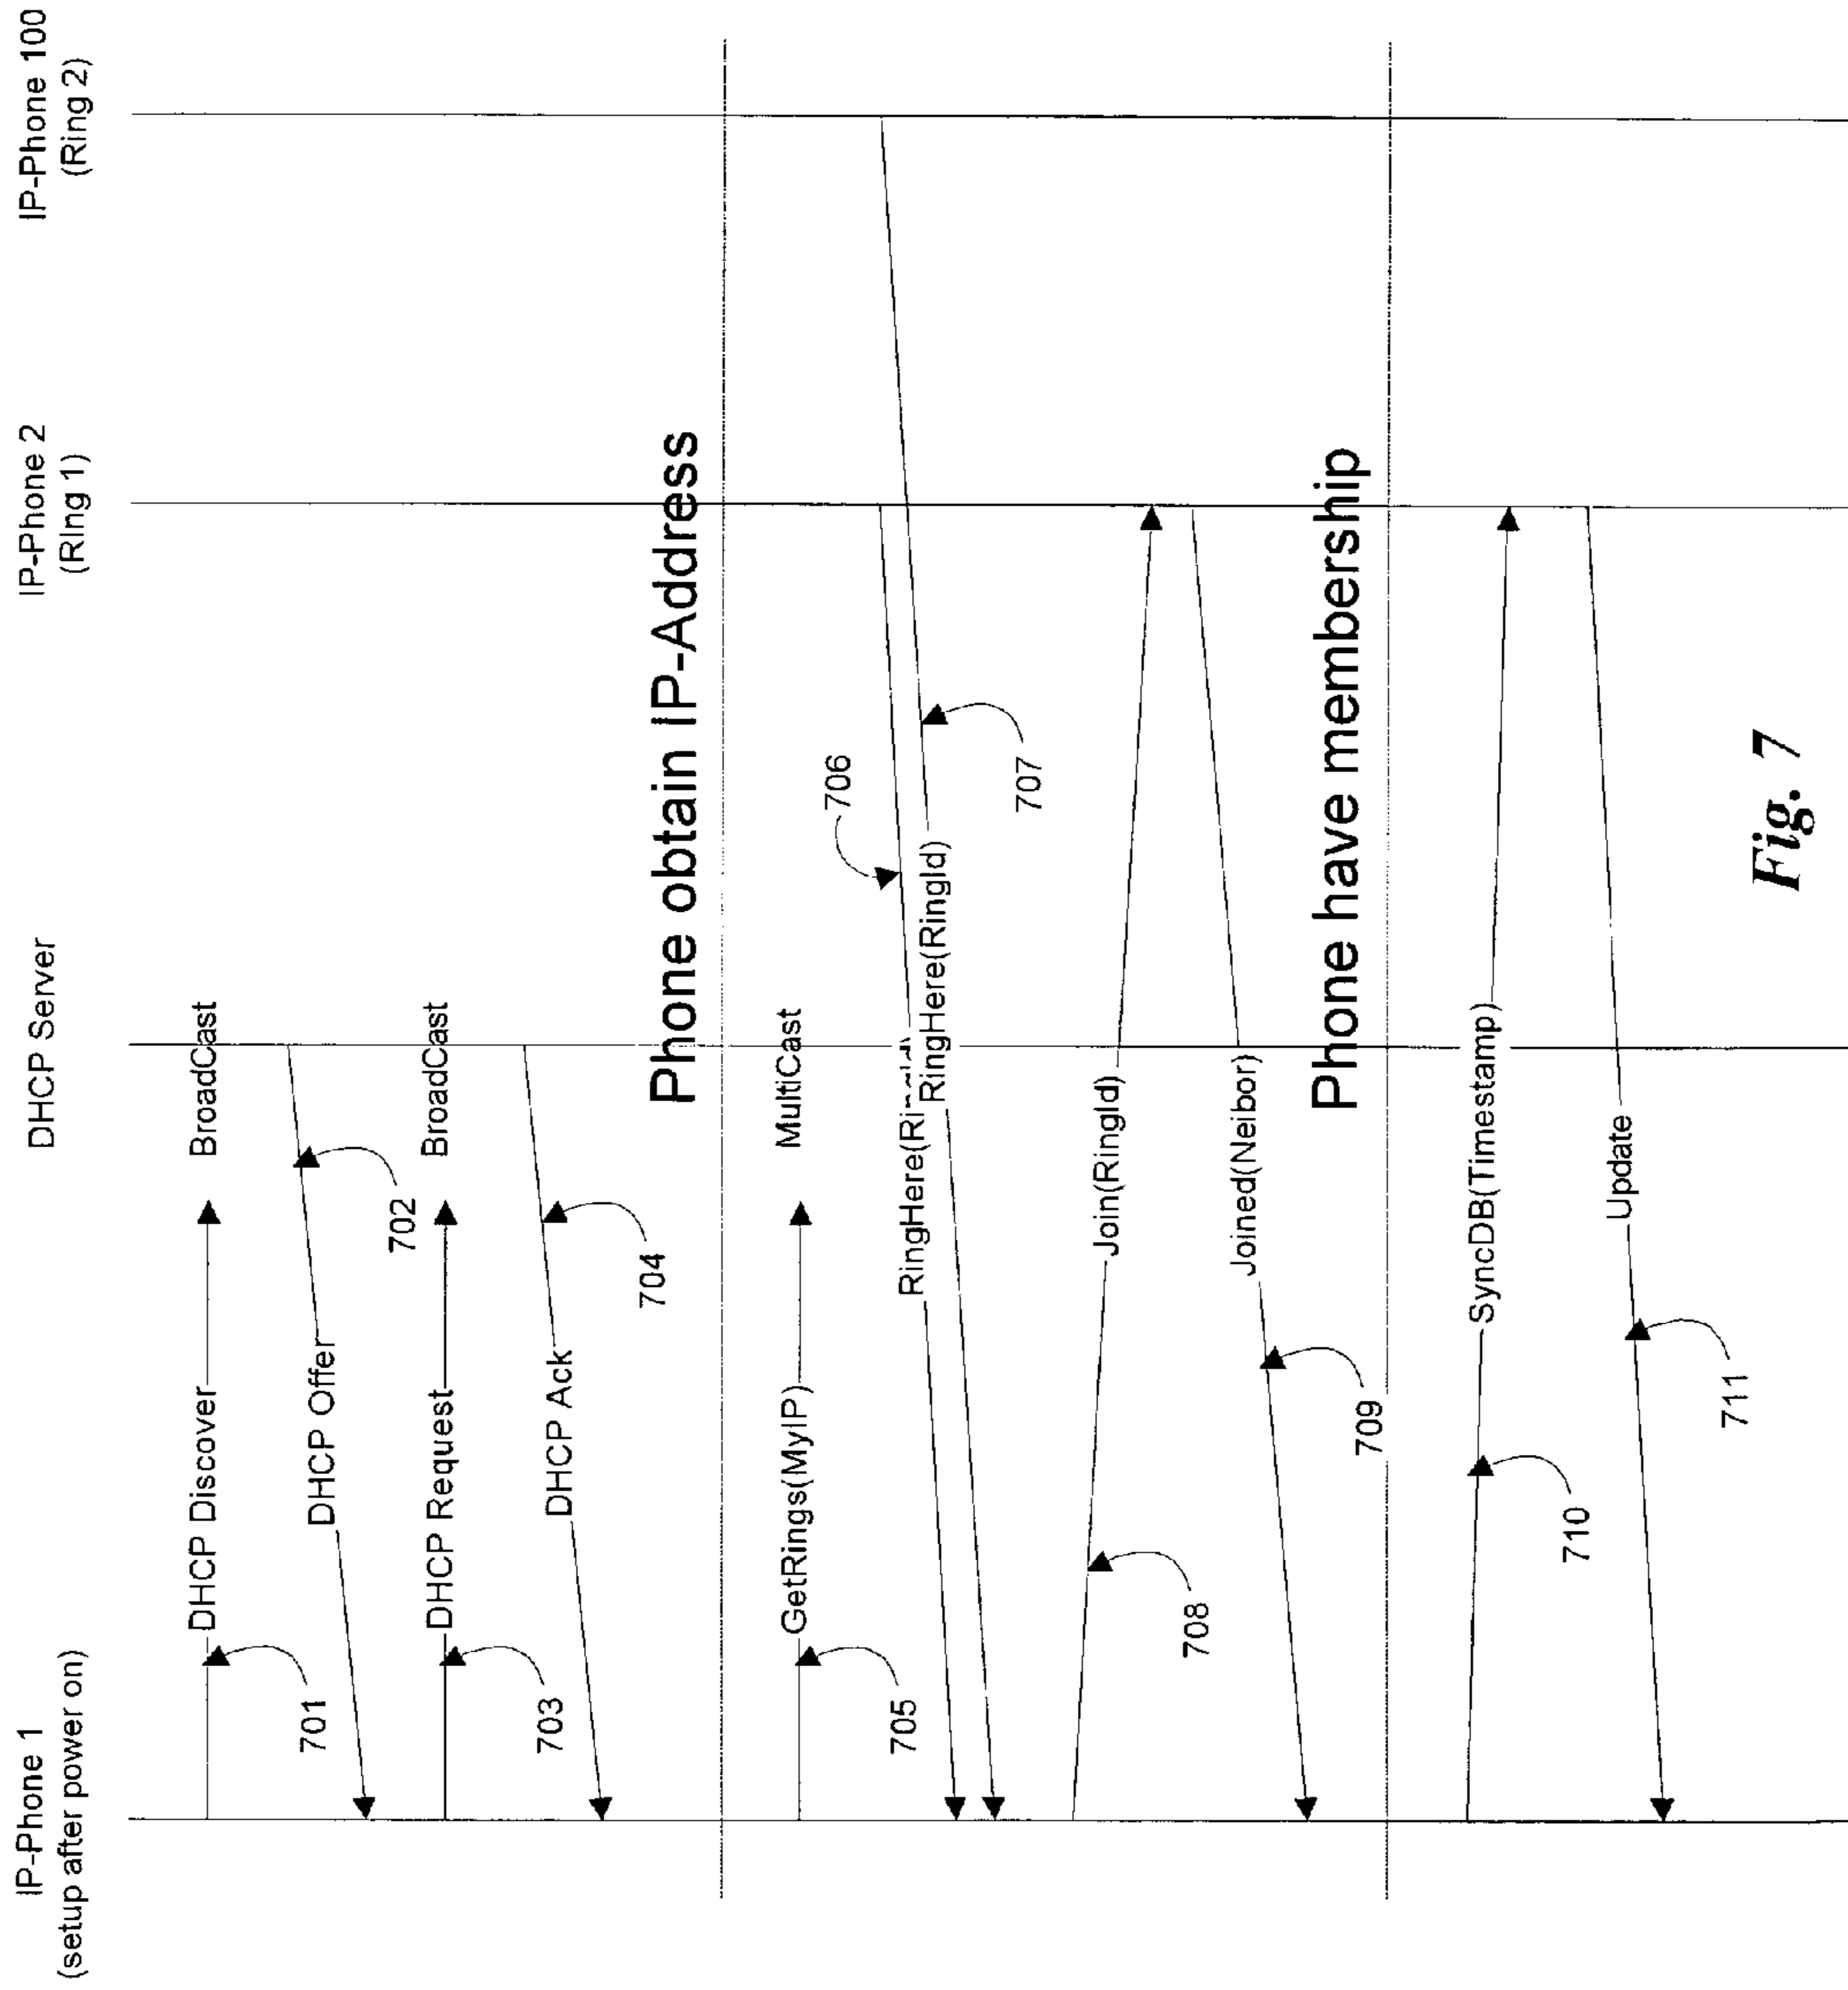 IP-Phone 1
(setup after power on)
DHCP Server
IP-Phone 2
(RIng 1)
IP-Phone 100
(Ring 2)
DHCP Discover
BroadCast
701
DHCP Offer
702
DHCP Request
BroadCast
703
DHCP Ack
704
Phone obtain IP-Address
GetRings(MyIP)
MultiCast
705
706
RingHere(
RingHere(RingId)
707
Join(RingId)
708
Joined(Neibor)
709
Phone have membership
SyncDB(Timestamp)
710
Update
711
Fig. 7